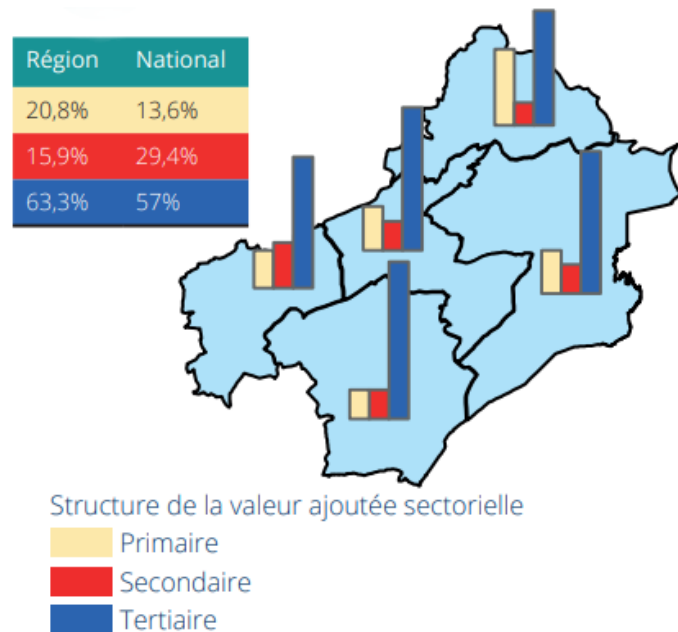 Région National
20,8% 13,6%
15,9% 29,4%
63,3% 57%
Structure de la valeur ajoutée sectorielle
Primaire
Secondaire
Tertiaire